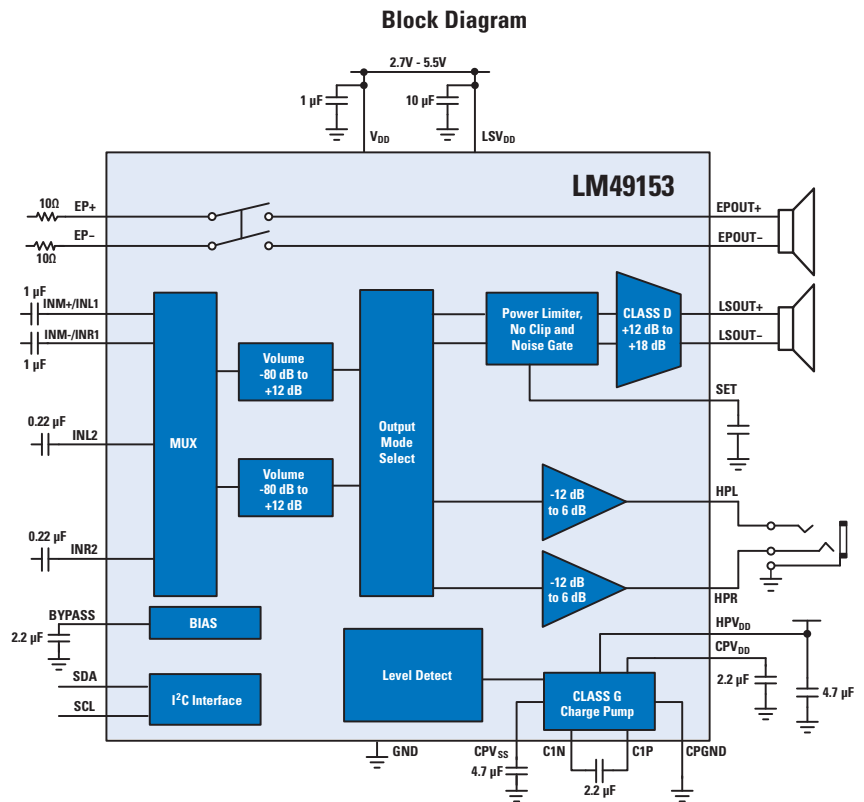 Block Diagram
2.7V - 5.5V
1 µF
10 µF
V_DD
LSV_DD
LM49153
10Ω
EP+
EPOUT+
EP−
10Ω
EPOUT−
1 µF
INM+/INL1
INM-/INR1
1 µF
Power Limiter,
No Clip and
Noise Gate
CLASS D
+12 dB to
+18 dB
LSOUT+
LSOUT−
Volume
-80 dB to
+12 dB
SET
0.22 µF
INL2
MUX
Output
Mode
Select
Volume
-80 dB to
+12 dB
-12 dB
to 6 dB
HPL
0.22 µF
INR2
-12 dB
to 6 dB
HPR
BYPASS
2.2 µF
BIAS
HPV_DD
CPV_DD
SDA
SCL
I²C Interface
Level Detect
CLASS G
Charge Pump
2.2 µF
4.7 µF
GND
CPV_SS
C1N
C1P
CPGND
4.7 µF
2.2 µF